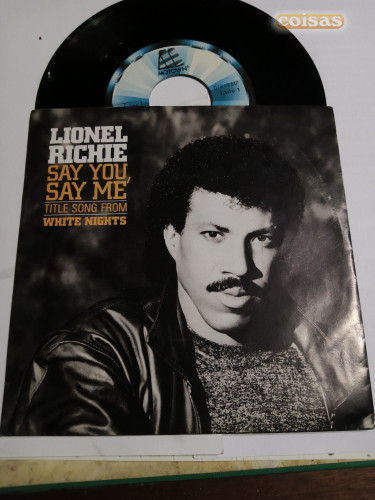 coisas
MOTOWN
LIONEL
RICHIE
SAY YOU,
SAY ME
TITLE SONG FROM
WHITE NIGHTS